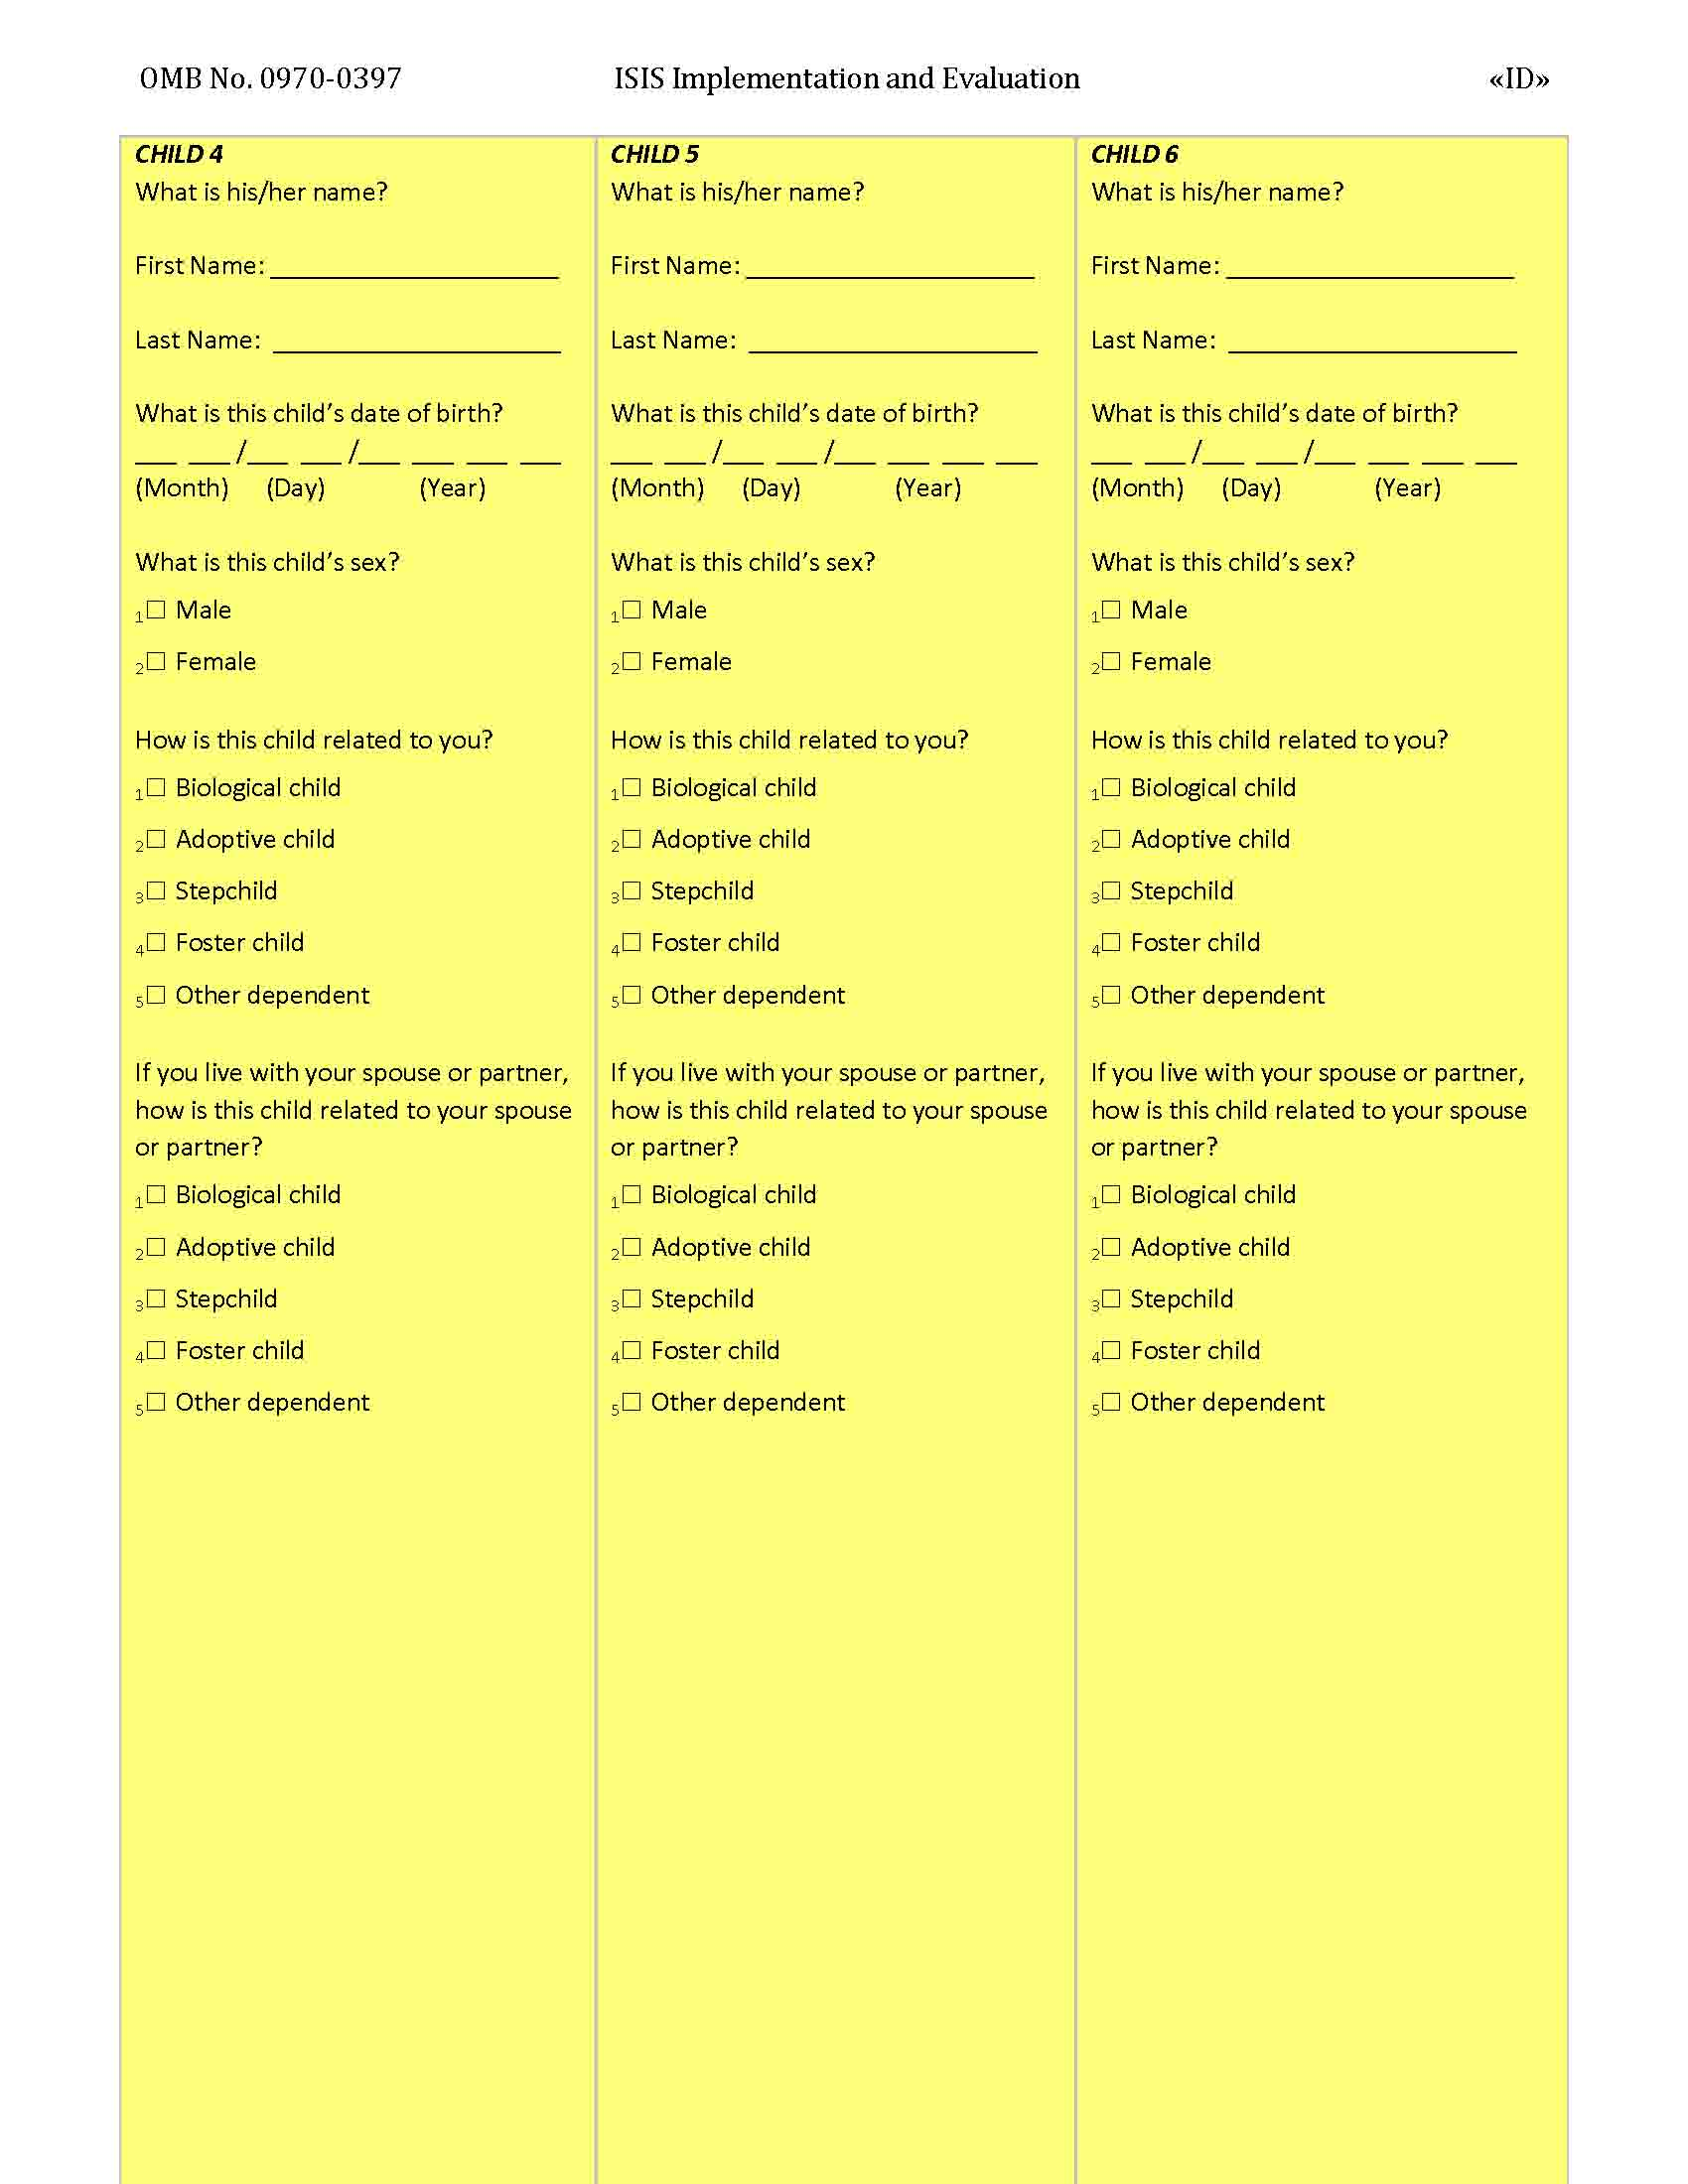 OMB No. 0970-0397 ISIS Implementation and Evaluation «ID»
CHILD 4
What is his/her name?
First Name: ____________________
Last Name: ____________________
What is this child’s date of birth?
___ ___ /___ ___ /___ ___ ___ ___
(Month) (Day) (Year)
What is this child’s sex?
1☐ Male
2☐ Female
How is this child related to you?
1☐ Biological child
2☐ Adoptive child
3☐ Stepchild
4☐ Foster child
5☐ Other dependent
If you live with your spouse or partner,
how is this child related to your spouse
or partner?
1☐ Biological child
2☐ Adoptive child
3☐ Stepchild
4☐ Foster child
5☐ Other dependent
CHILD 5
What is his/her name?
First Name: ____________________
Last Name: ____________________
What is this child’s date of birth?
___ ___ /___ ___ /___ ___ ___ ___
(Month) (Day) (Year)
What is this child’s sex?
1☐ Male
2☐ Female
How is this child related to you?
1☐ Biological child
2☐ Adoptive child
3☐ Stepchild
4☐ Foster child
5☐ Other dependent
If you live with your spouse or partner,
how is this child related to your spouse
or partner?
1☐ Biological child
2☐ Adoptive child
3☐ Stepchild
4☐ Foster child
5☐ Other dependent
CHILD 6
What is his/her name?
First Name: ____________________
Last Name: ____________________
What is this child’s date of birth?
___ ___ /___ ___ /___ ___ ___ ___
(Month) (Day) (Year)
What is this child’s sex?
1☐ Male
2☐ Female
How is this child related to you?
1☐ Biological child
2☐ Adoptive child
3☐ Stepchild
4☐ Foster child
5☐ Other dependent
If you live with your spouse or partner,
how is this child related to your spouse
or partner?
1☐ Biological child
2☐ Adoptive child
3☐ Stepchild
4☐ Foster child
5☐ Other dependent